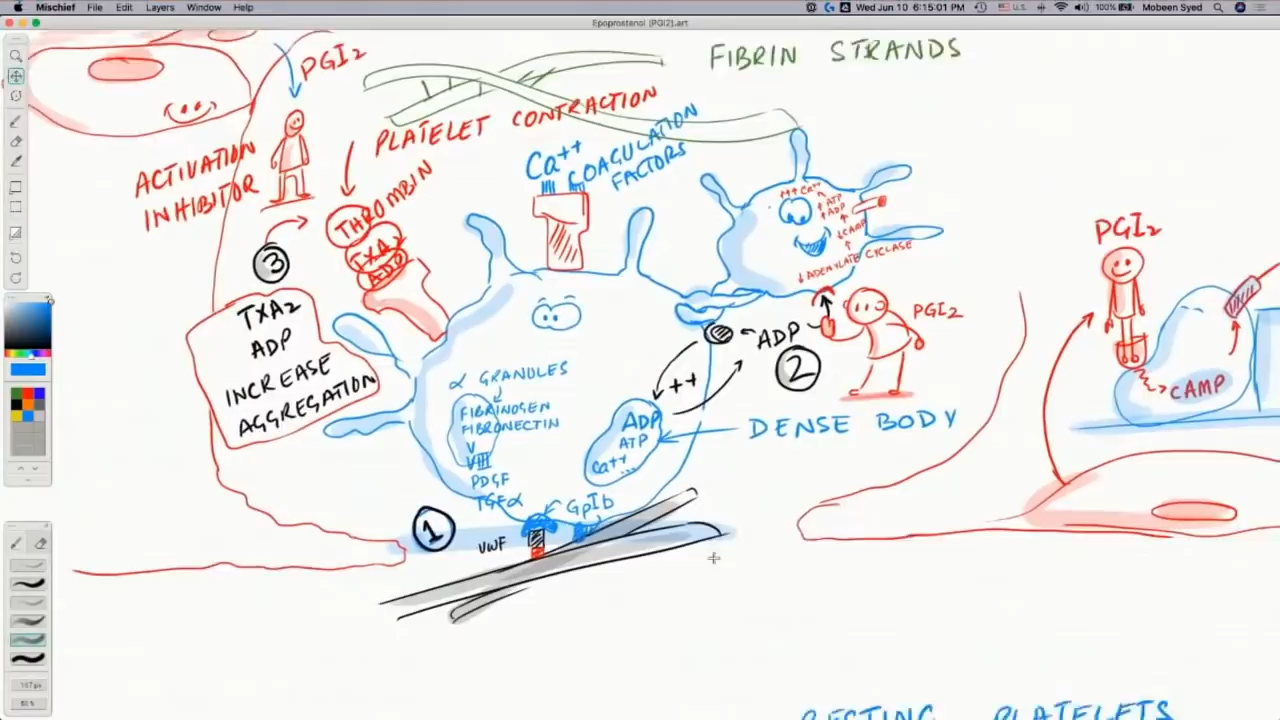 Mischief File Edit Layers Window Help
U.S. 100% Wed Jun 10 6:15:01 PM Mobeen Syed
Epoprostenol (PGI2).art
FIBRIN STRANDS
PGI2
PLATELET CONTRACTION
ACTIVATION
INHIBITOR
THROMBIN
TXA2
ADP
Ca++
COAGULATION
FACTORS
↑↑↑ Ca++
↑ ATP
↑ ADP
↑
↓CAMP
↑
↓ ADENYLATE CYCLASE
3
TXA2
ADP
INCREASE
AGGREGATION
α GRANULES
FIBRINOGEN
FIBRONECTIN
V
VIII
PDGF
TGFα
++
ADP
2
PGI2
ADP
ATP
Ca++
...
DENSE BODY
1
GpIb
VWF
PGI2
CAMP
RESTING PLATELETS